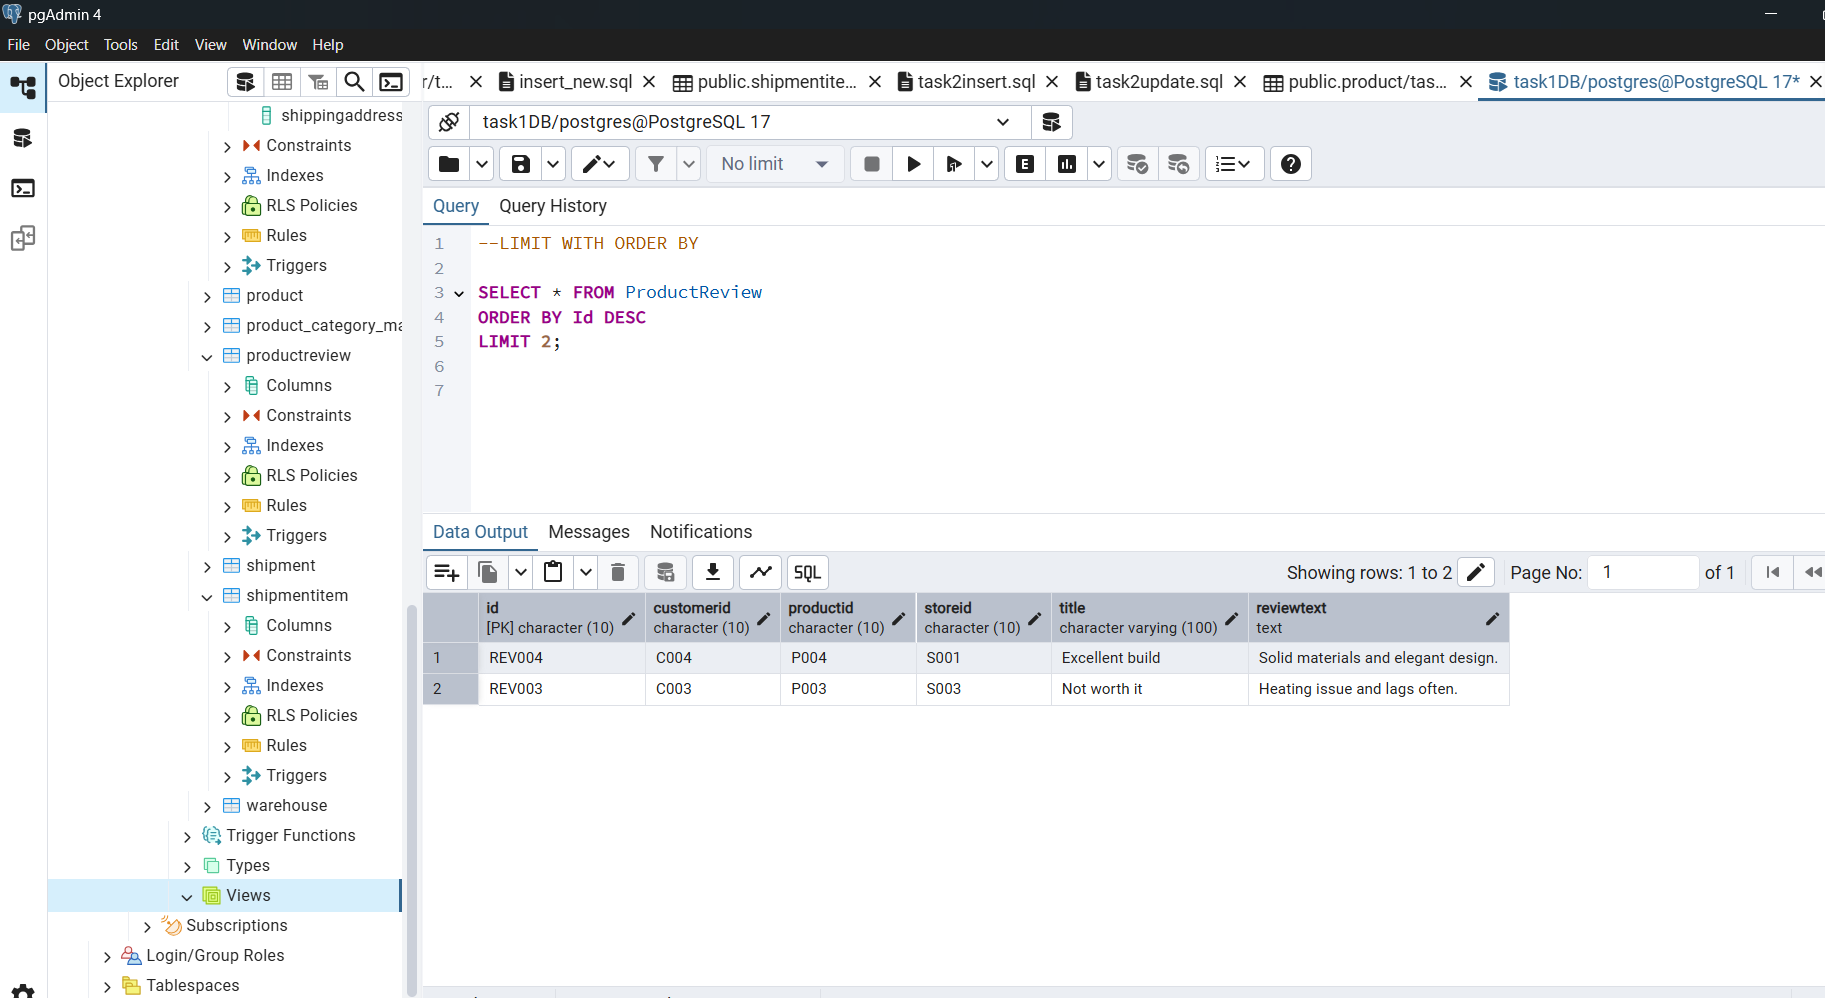 pgAdmin 4
File Object Tools Edit View Window Help
Object Explorer
r/t... insert_new.sql public.shipmentite... task2insert.sql task2update.sql public.product/tas... task1DB/postgres@PostgreSQL 17*
shippingaddress
Constraints
Indexes
RLS Policies
Rules
Triggers
product
product_category_ma
productreview
Columns
Constraints
Indexes
RLS Policies
Rules
Triggers
shipment
shipmentitem
Columns
Constraints
Indexes
RLS Policies
Rules
Triggers
warehouse
Trigger Functions
Types
Views
Subscriptions
Login/Group Roles
Tablespaces
task1DB/postgres@PostgreSQL 17
No limit
E
Query Query History
1 --LIMIT WITH ORDER BY
2
3 SELECT * FROM ProductReview
4 ORDER BY Id DESC
5 LIMIT 2;
6
7
Data Output Messages Notifications
SQL Showing rows: 1 to 2 Page No: 1 of 1
id customerid productid storeid title reviewtext
[PK] character (10) character (10) character (10) character (10) character varying (100) text
1 REV004 C004 P004 S001 Excellent build Solid materials and elegant design.
2 REV003 C003 P003 S003 Not worth it Heating issue and lags often.